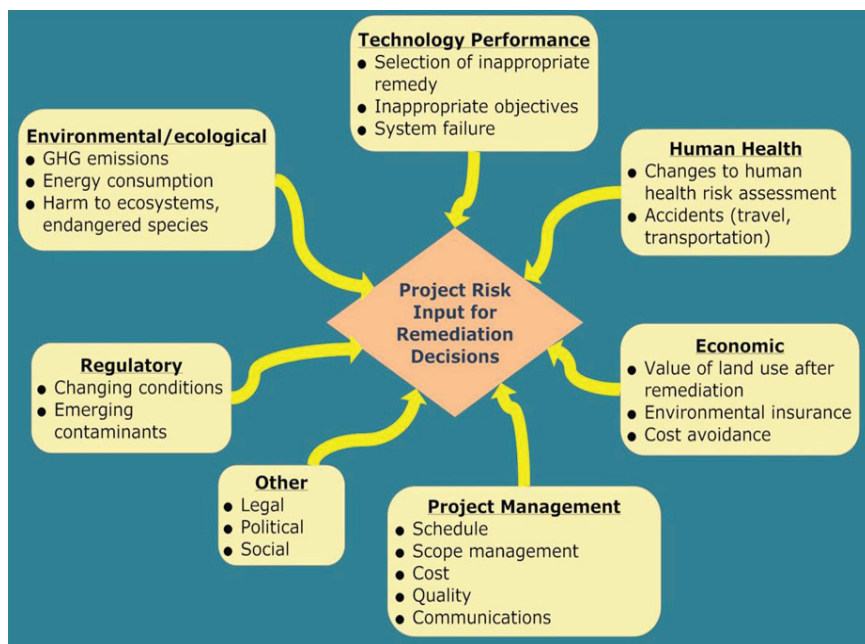 Technology Performance
● Selection of inappropriate
remedy
● Inappropriate objectives
● System failure
Environmental/ecological
● GHG emissions
● Energy consumption
● Harm to ecosystems,
endangered species
Human Health
● Changes to human
health risk assessment
● Accidents (travel,
transportation)
Project Risk
Input for
Remediation
Decisions
Regulatory
● Changing conditions
● Emerging
contaminants
Economic
● Value of land use after
remediation
● Environmental insurance
● Cost avoidance
Other
● Legal
● Political
● Social
Project Management
● Schedule
● Scope management
● Cost
● Quality
● Communications